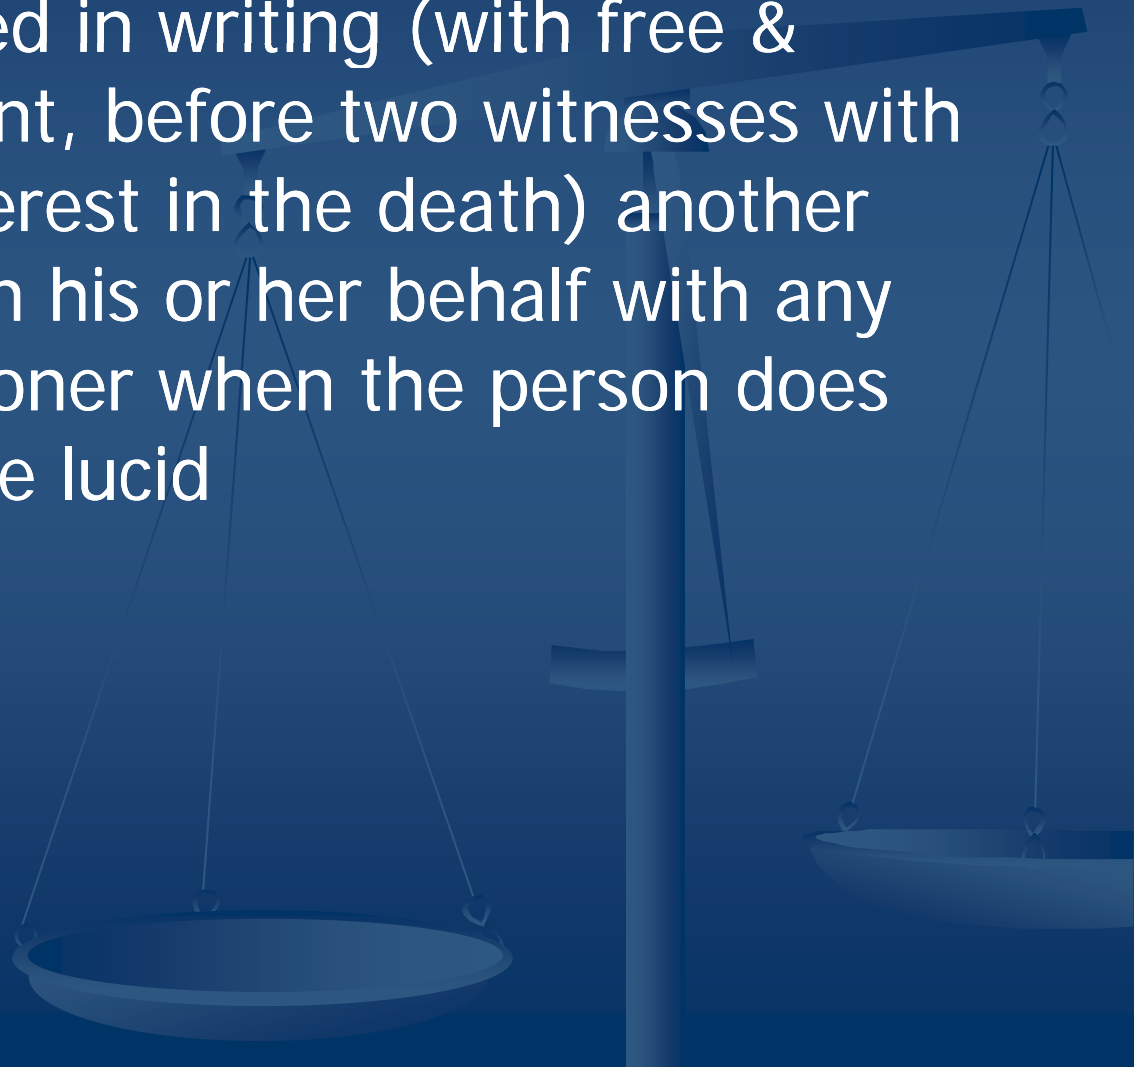 ed in writing (with free &
nt, before two witnesses with
erest in the death) another
n his or her behalf with any
oner when the person does
e lucid